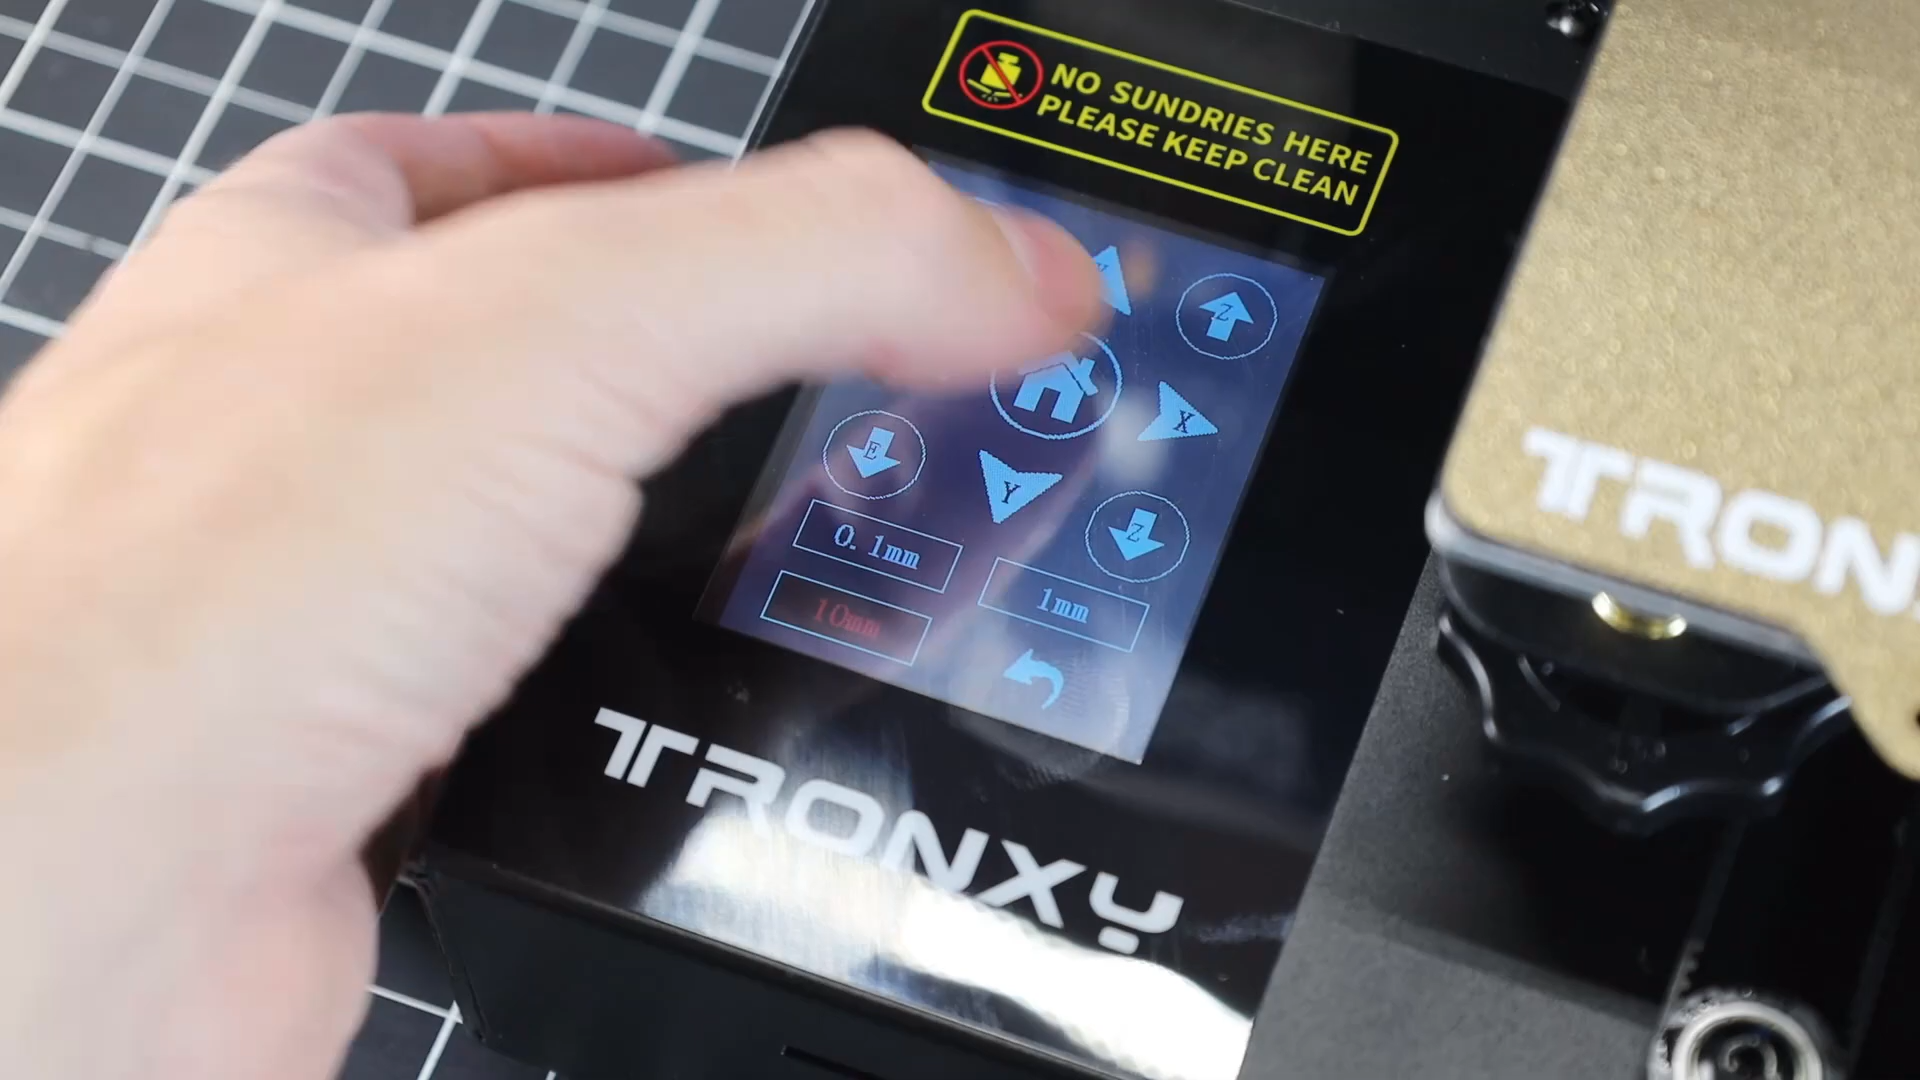 NO SUNDRIES HERE
PLEASE KEEP CLEAN
Z
X
E
Y
Z
0.1mm
1mm
10mm
TRONXY
TRON